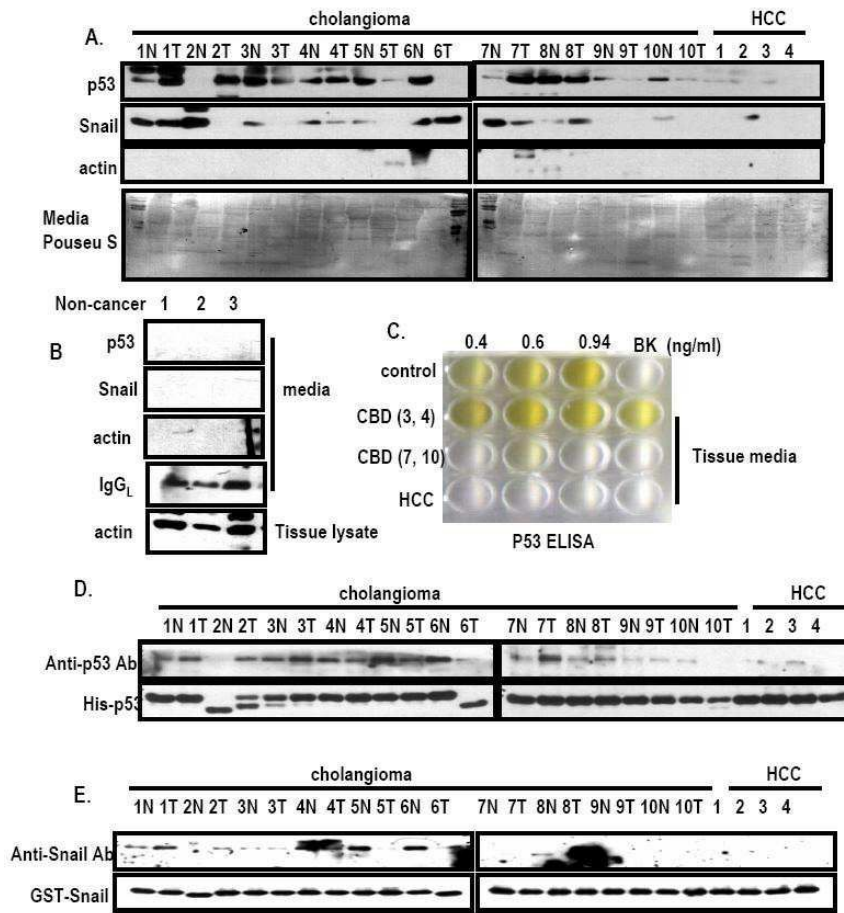 cholangioma HCC
A. 1N 1T 2N 2T 3N 3T 4N 4T 5N 5T 6N 6T 7N 7T 8N 8T 9N 9T 10N 10T 1 2 3 4
p53
Snail
actin
Media
Pouseu S
Non-cancer 1 2 3
B
p53
Snail
media
actin
IgGL
actin Tissue lysate
C.
0.4 0.6 0.94 BK (ng/ml)
control
CBD (3, 4)
CBD (7, 10)
Tissue media
HCC
P53 ELISA
D.
cholangioma HCC
1N 1T 2N 2T 3N 3T 4N 4T 5N 5T 6N 6T 7N 7T 8N 8T 9N 9T 10N 10T 1 2 3 4
Anti-p53 Ab
His-p53
E.
cholangioma HCC
1N 1T 2N 2T 3N 3T 4N 4T 5N 6N 6T 7N 7T 8N 8T 9N 9T 10N 10T 1 2 3 4
Anti-Snail Ab
GST-Snail